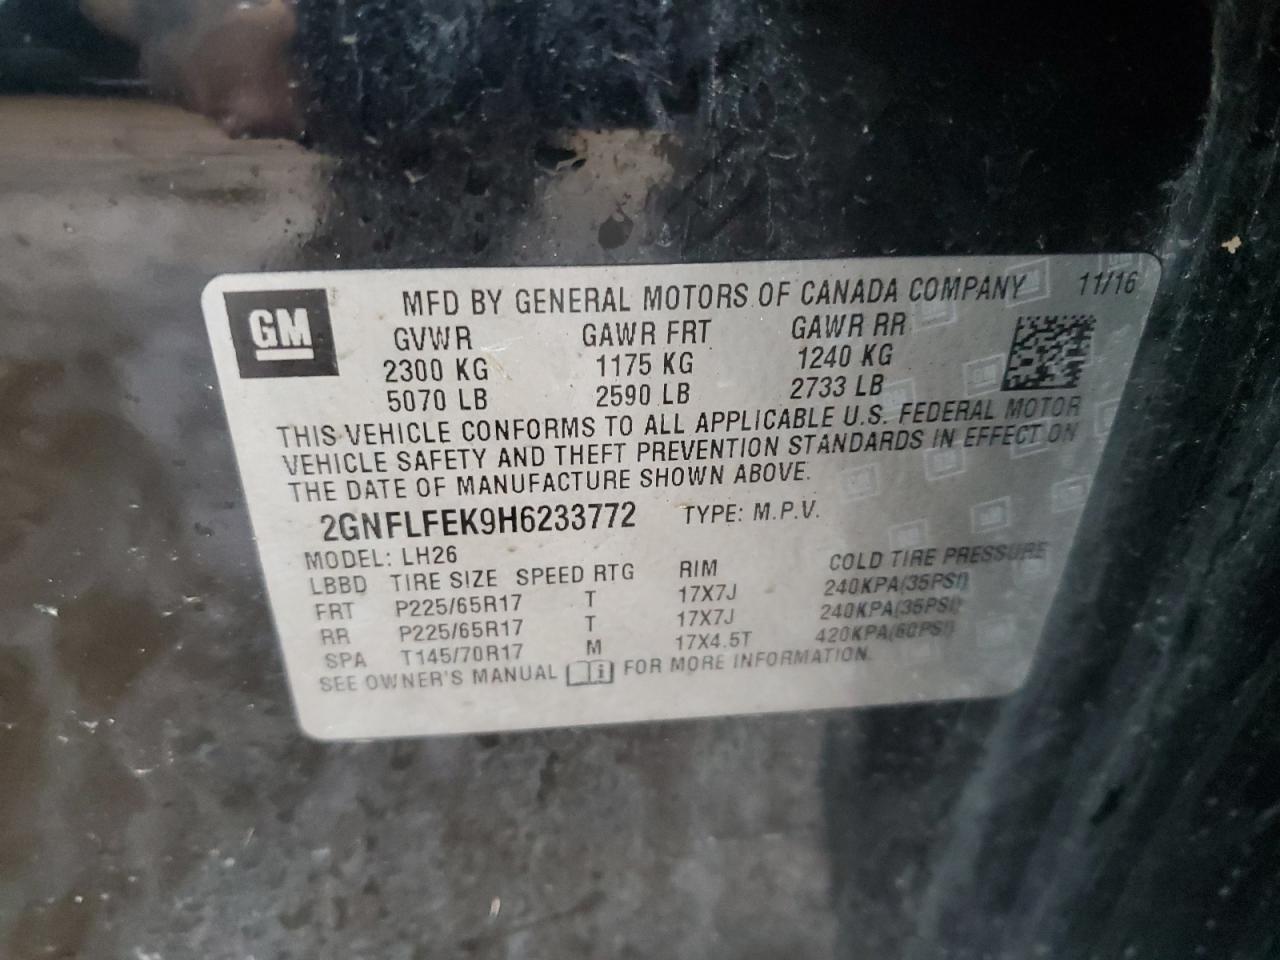 GM
MFD BY GENERAL MOTORS OF CANADA COMPANY 11/16
GVWR GAWR FRT GAWR RR
2300 KG 1175 KG 1240 KG
5070 LB 2590 LB 2733 LB
THIS VEHICLE CONFORMS TO ALL APPLICABLE U.S. FEDERAL MOTOR
VEHICLE SAFETY AND THEFT PREVENTION STANDARDS IN EFFECT ON
THE DATE OF MANUFACTURE SHOWN ABOVE.
2GNFLFEK9H6233772 TYPE: M.P.V.
MODEL: LH26
LBBD TIRE SIZE SPEED RTG RIM COLD TIRE PRESSURE
FRT P225/65R17 T 17X7J 240KPA(35PSI)
RR P225/65R17 T 17X7J 240KPA(35PSI)
SPA T145/70R17 M 17X4.5T 420KPA(60PSI)
SEE OWNER'S MANUAL i FOR MORE INFORMATION.